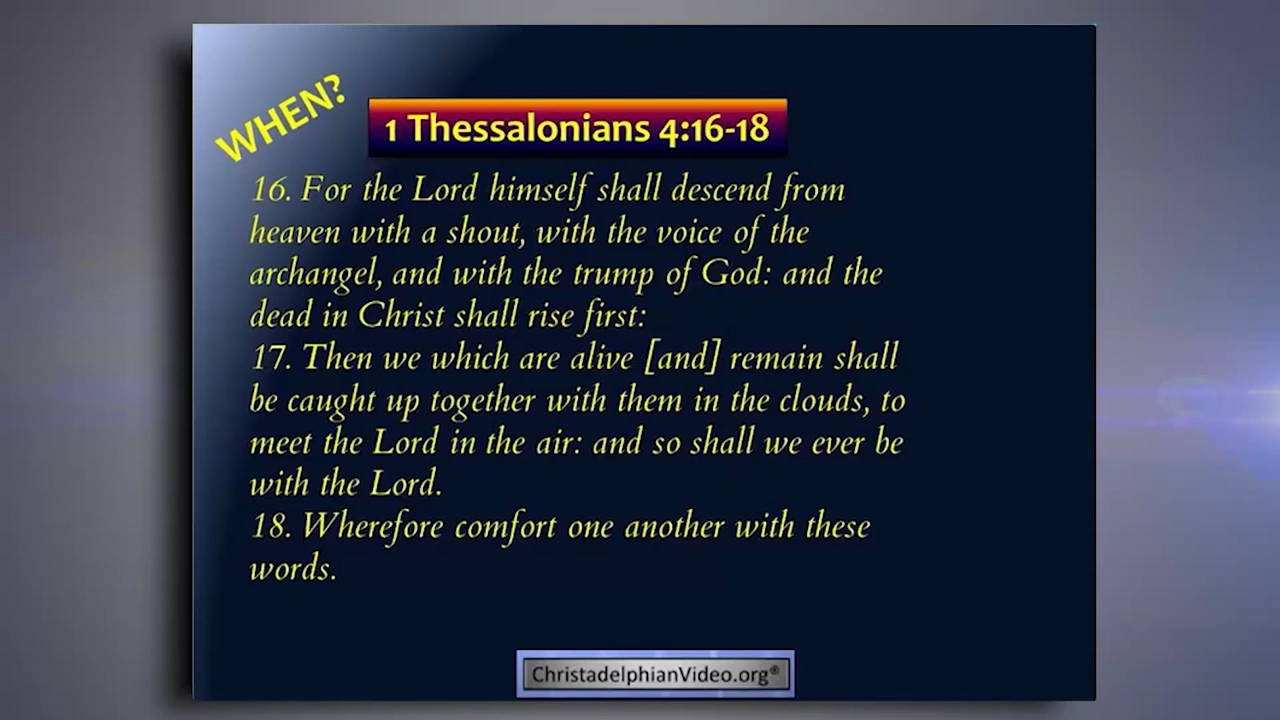 WHEN?
1 Thessalonians 4:16-18
16. For the Lord himself shall descend from
heaven with a shout, with the voice of the
archangel, and with the trump of God: and the
dead in Christ shall rise first:
17. Then we which are alive [and] remain shall
be caught up together with them in the clouds, to
meet the Lord in the air: and so shall we ever be
with the Lord.
18. Wherefore comfort one another with these
words.
ChristadelphianVideo.org®